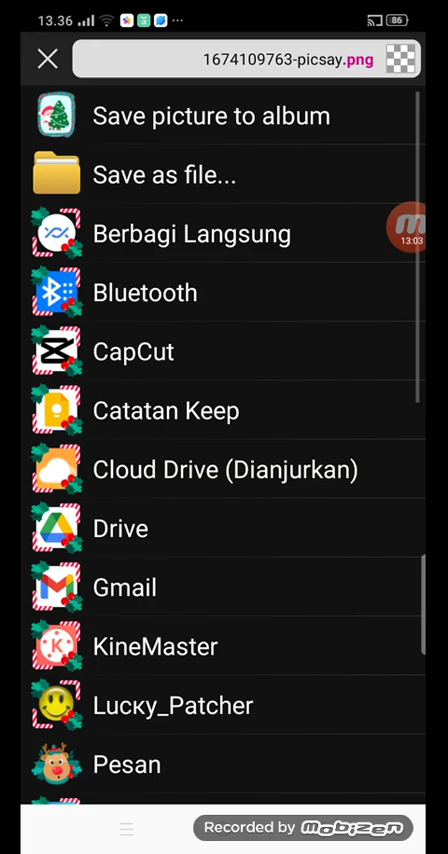 13.36 86
1674109763-picsay.png
Save picture to album
Save as file...
Berbagi Langsung
13:03
Bluetooth
CapCut
Catatan Keep
Cloud Drive (Dianjurkan)
Drive
Gmail
KineMaster
Luску_Patcher
Pesan
Recorded by mobizen